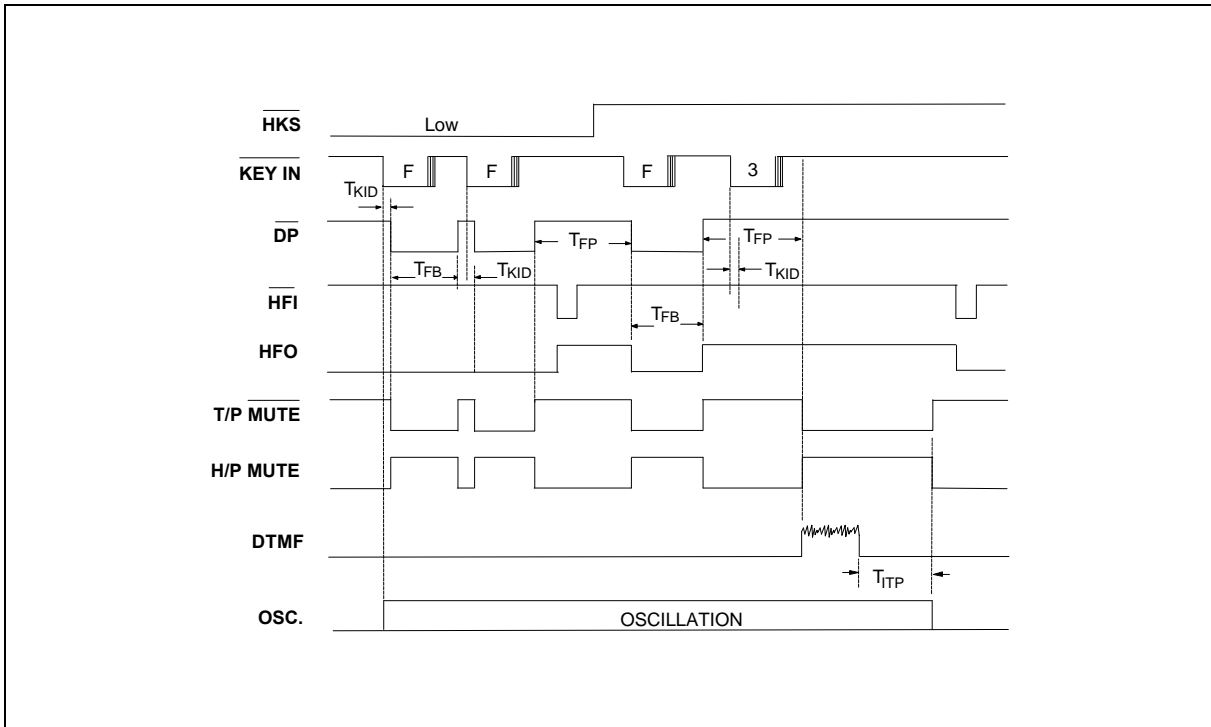 HKS
Low
KEY IN
F
F
F
3
TKID
DP
TFP
TFP
TFB
TKID
TKID
HFI
TFB
HFO
T/P MUTE
H/P MUTE
DTMF
TITP
OSC.
OSCILLATION